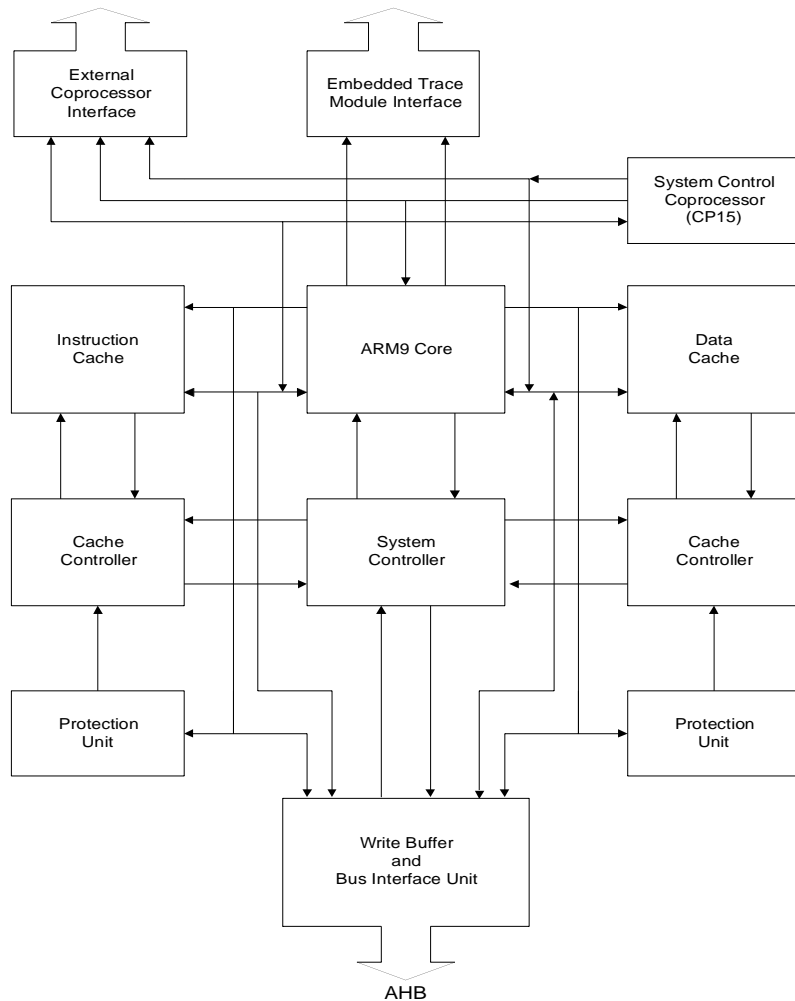 External
Coprocessor
Interface
Embedded Trace
Module Interface
System Control
Coprocessor
(CP15)
Instruction
Cache
ARM9 Core
Data
Cache
Cache
Controller
System
Controller
Cache
Controller
Protection
Unit
Protection
Unit
Write Buffer
and
Bus Interface Unit
AHB